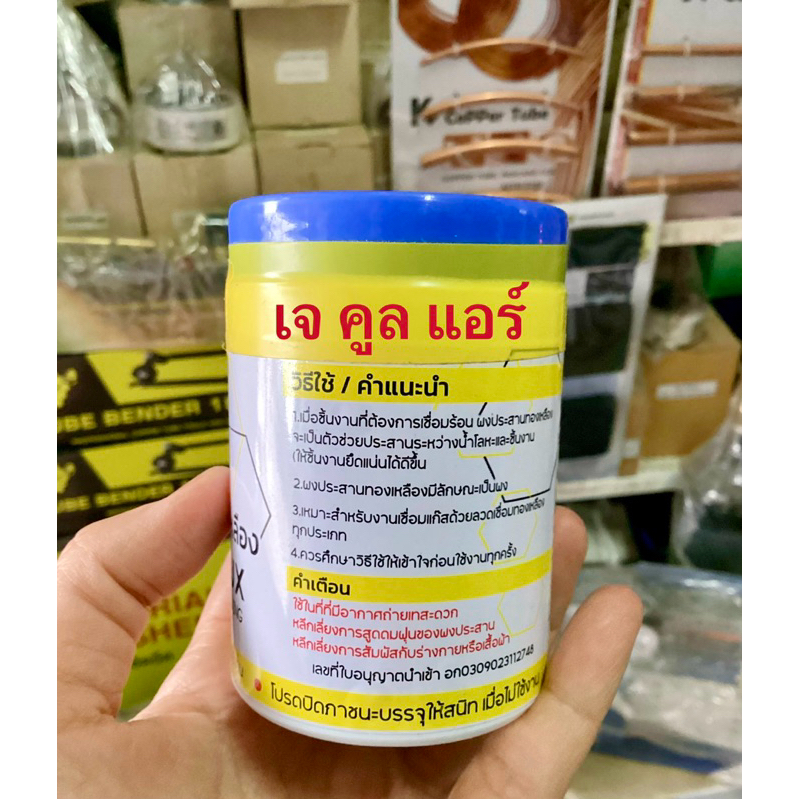 K Copper Tube
เจ คูล แอร์
วิธีใช้ / คำแนะนำ
1.เมื่อชิ้นงานที่ต้องการเชื่อมร้อน ผงประสานทองเหลือง
จะเป็นตัวช่วยประสานระหว่างน้ำโลหะและชิ้นงาน
(ให้ชิ้นงานยึดแน่นได้ดีขึ้น
2.ผงประสานทองเหลืองมีลักษณะเป็นผง
3.เหมาะสำหรับงานเชื่อมแก๊สด้วยลวดเชื่อมทองเหลือง
ทุกประเภท
4.ควรศึกษาวิธีใช้ให้เข้าใจก่อนใช้งานทุกครั้ง
คำเตือน
ใช้ในที่ที่มีอากาศถ่ายเทสะดวก
หลีกเลี่ยงการสูดดมฝุ่นของผงประสาน
หลีกเลี่ยงการสัมผัสกับร่างกายหรือเสื้อผ้า
เลขที่ใบอนุญาตนำเข้า อก0309023112748
โปรดปิดภาชนะบรรจุให้สนิท เมื่อไม่ใช้งาน
UBE BENDER